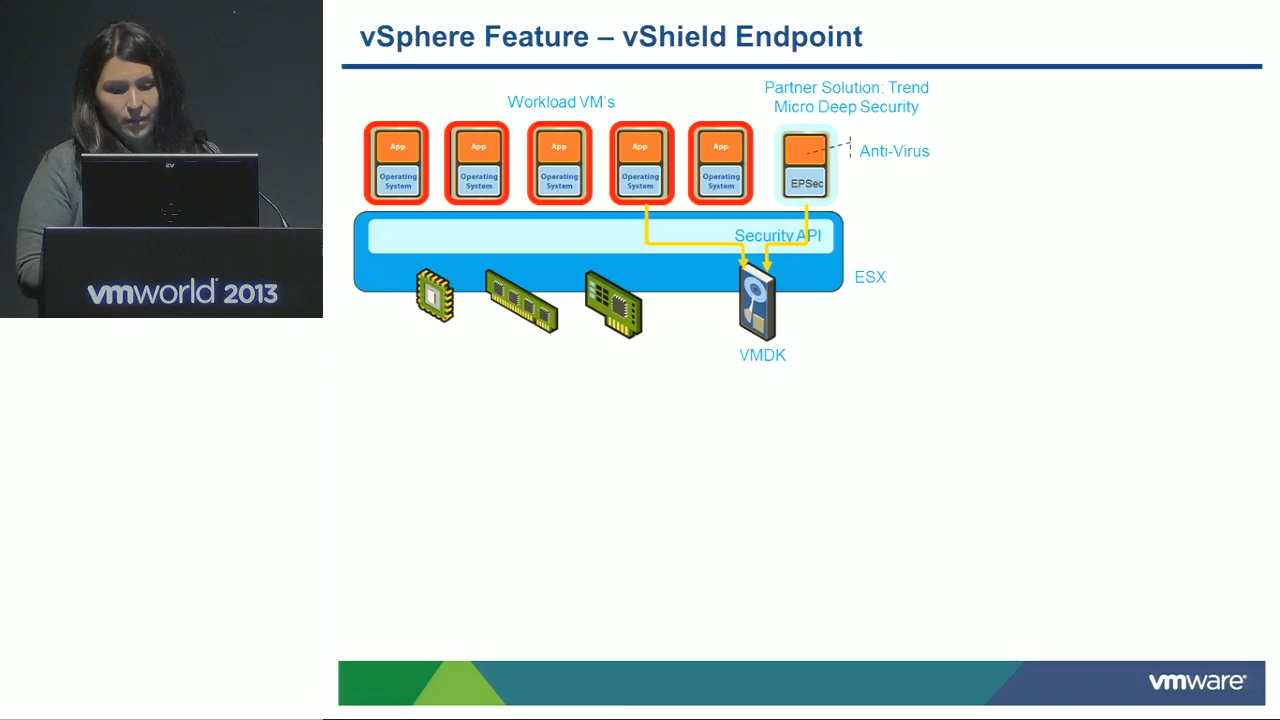 vSphere Feature – vShield Endpoint
Partner Solution: Trend
Micro Deep Security
Workload VM's
App
Operating
System
App
Operating
System
App
Operating
System
App
Operating
System
App
Operating
System
EPSec
Anti-Virus
Security API
ESX
VMDK
vmworld 2013
vmware